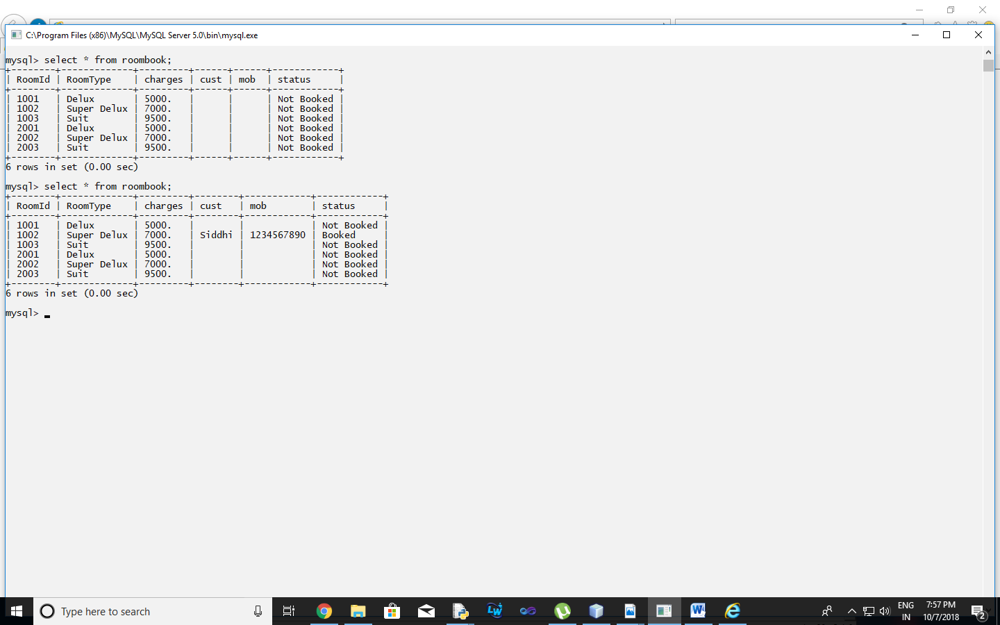 C:\Program Files (x86)\MySQL\MySQL Server 5.0\bin\mysql.exe
mysql> select * from roombook;
+--------+-------------+---------+------+------+------------+
| RoomId | RoomType    | charges | cust | mob  | status     |
+--------+-------------+---------+------+------+------------+
| 1001   | Delux       | 5000.   |      |      | Not Booked |
| 1002   | Super Delux | 7000.   |      |      | Not Booked |
| 1003   | Suit        | 9500.   |      |      | Not Booked |
| 2001   | Delux       | 5000.   |      |      | Not Booked |
| 2002   | Super Delux | 7000.   |      |      | Not Booked |
| 2003   | Suit        | 9500.   |      |      | Not Booked |
+--------+-------------+---------+------+------+------------+
6 rows in set (0.00 sec)
mysql> select * from roombook;
+--------+-------------+---------+--------+------------+------------+
| RoomId | RoomType    | charges | cust   | mob        | status     |
+--------+-------------+---------+--------+------------+------------+
| 1001   | Delux       | 5000.   |        |            | Not Booked |
| 1002   | Super Delux | 7000.   | Siddhi | 1234567890 | Booked     |
| 1003   | Suit        | 9500.   |        |            | Not Booked |
| 2001   | Delux       | 5000.   |        |            | Not Booked |
| 2002   | Super Delux | 7000.   |        |            | Not Booked |
| 2003   | Suit        | 9500.   |        |            | Not Booked |
+--------+-------------+---------+--------+------------+------------+
6 rows in set (0.00 sec)
mysql>
Type here to search
ENG
IN
7:57 PM
10/7/2018
2